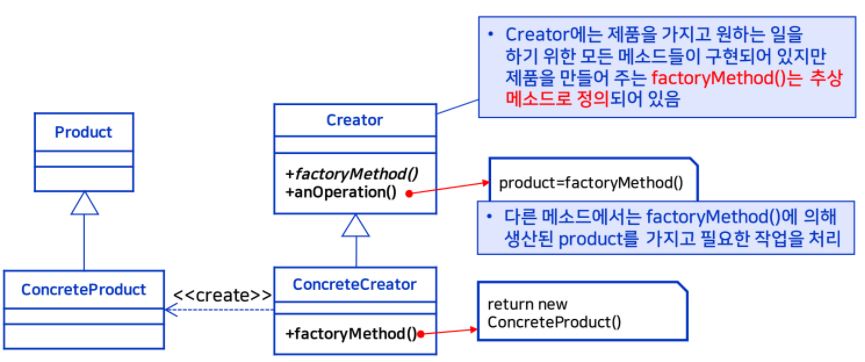 • Creator에는 제품을 가지고 원하는 일을
하기 위한 모든 메소드들이 구현되어 있지만
제품을 만들어 주는 factoryMethod()는 추상
메소드로 정의되어 있음
Product
Creator
+factoryMethod()
+anOperation()
product=factoryMethod()
• 다른 메소드에서는 factoryMethod()에 의해
생산된 product를 가지고 필요한 작업을 처리
ConcreteProduct
<<create>>
ConcreteCreator
+factoryMethod()
return new
ConcreteProduct()